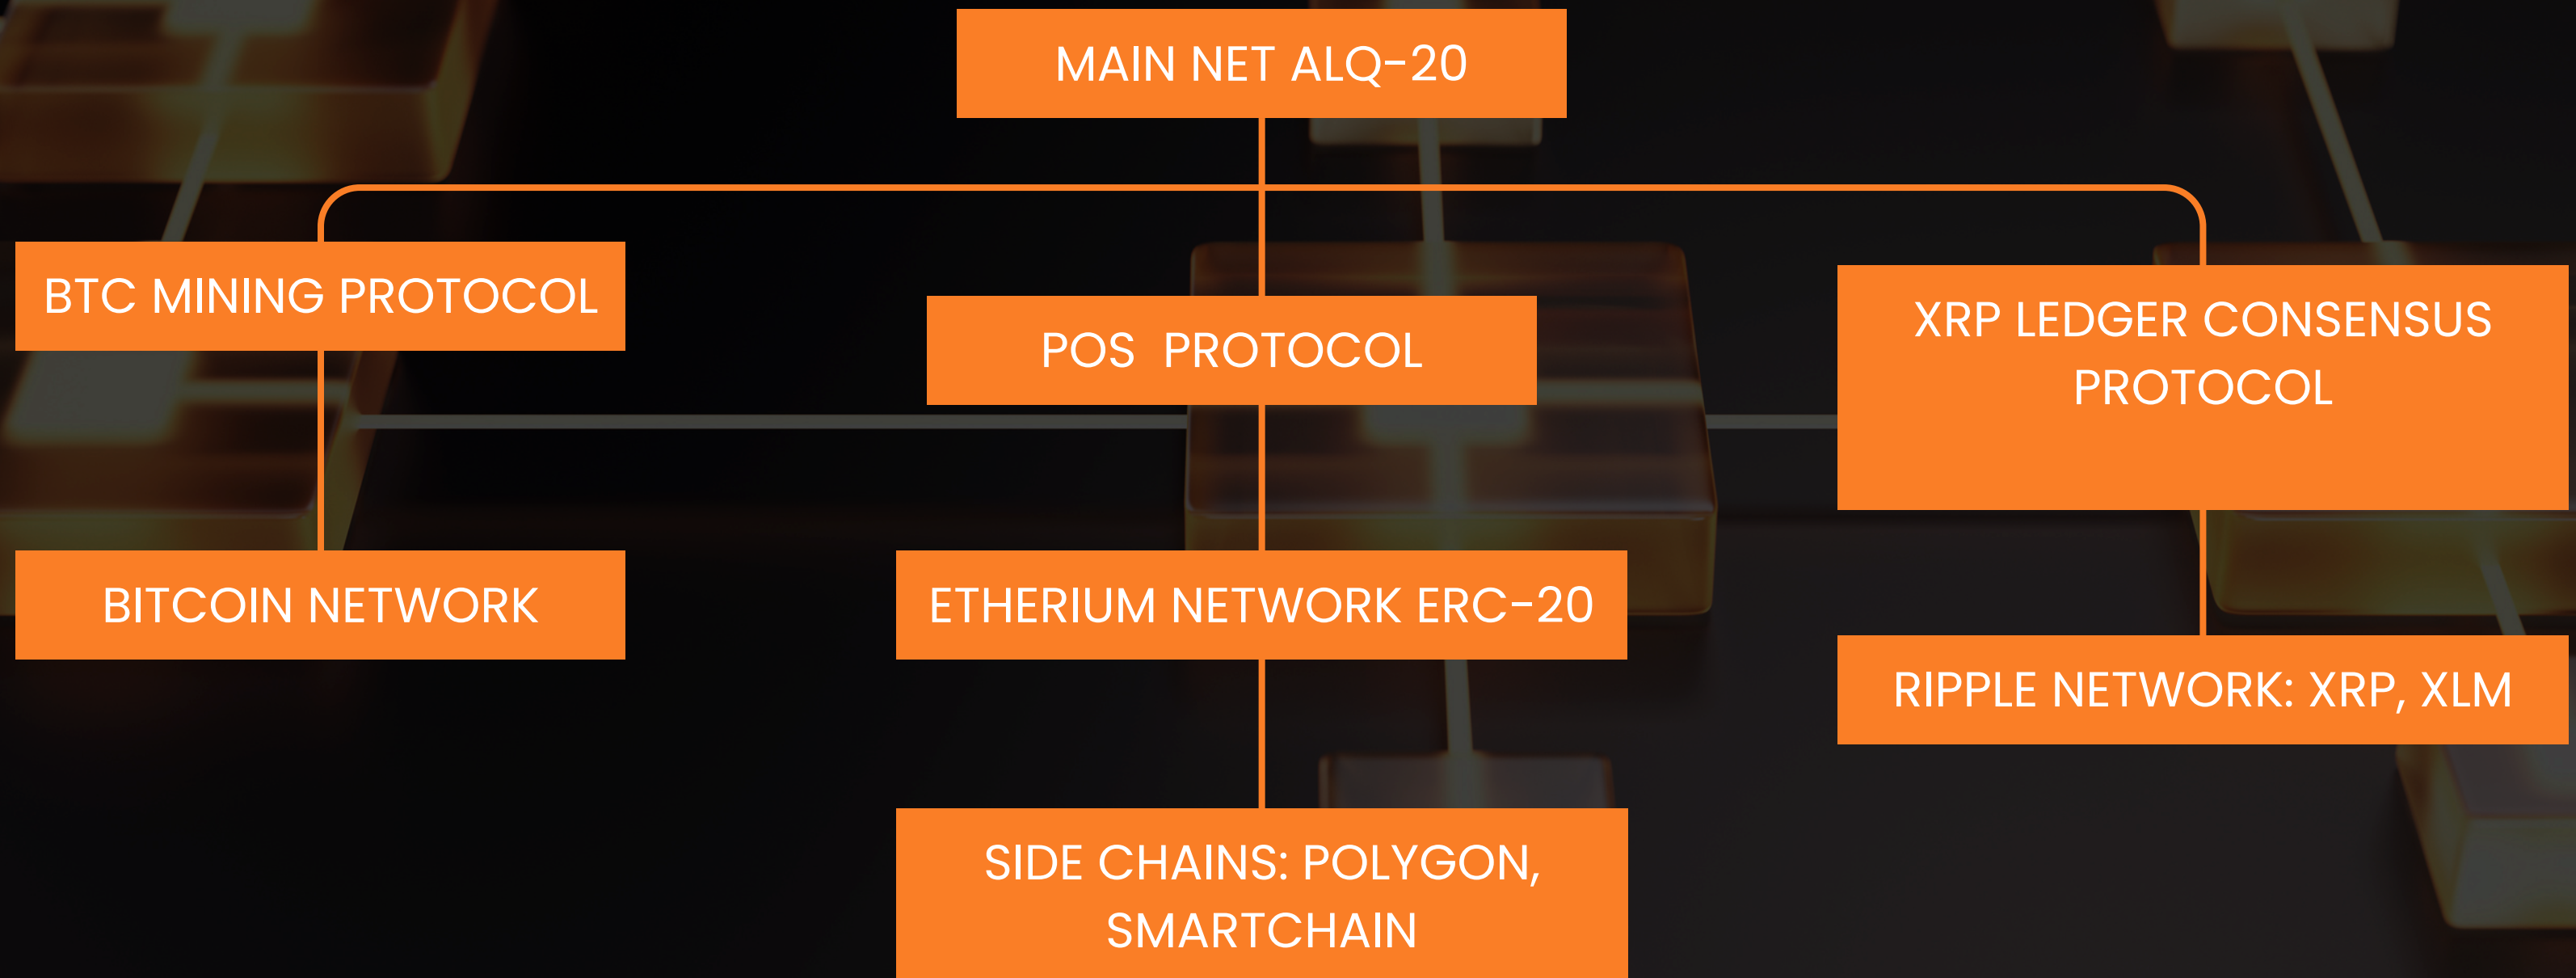 MAIN NET ALQ-20
BTC MINING PROTOCOL
POS PROTOCOL
XRP LEDGER CONSENSUS
PROTOCOL
BITCOIN NETWORK
ETHERIUM NETWORK ERC-20
RIPPLE NETWORK: XRP, XLM
SIDE CHAINS: POLYGON,
SMARTCHAIN